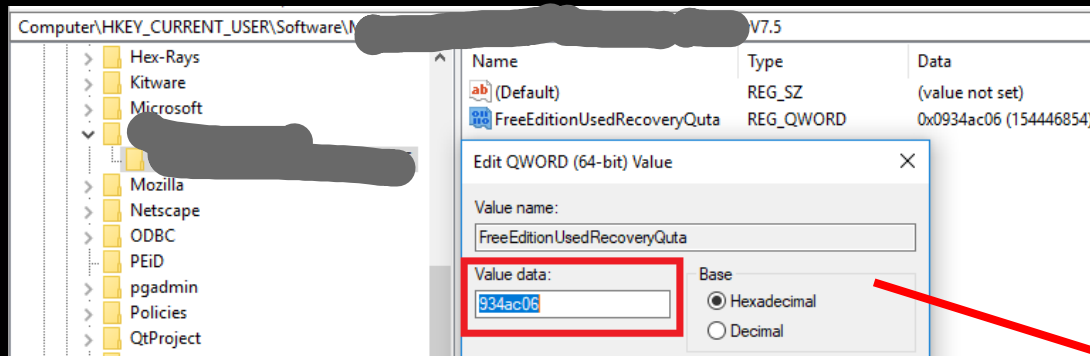 Computer\HKEY_CURRENT_USER\Software\M
V7.5
Hex-Rays
Kitware
Microsoft
Mozilla
Netscape
ODBC
PEiD
pgadmin
Policies
QtProject
Name Type Data
ab (Default) REG_SZ (value not set)
FreeEditionUsedRecoveryQuta REG_QWORD 0x0934ac06 (154446854)
Edit QWORD (64-bit) Value
Value name:
FreeEditionUsedRecoveryQuta
Value data:
934ac06
Base
Hexadecimal
Decimal